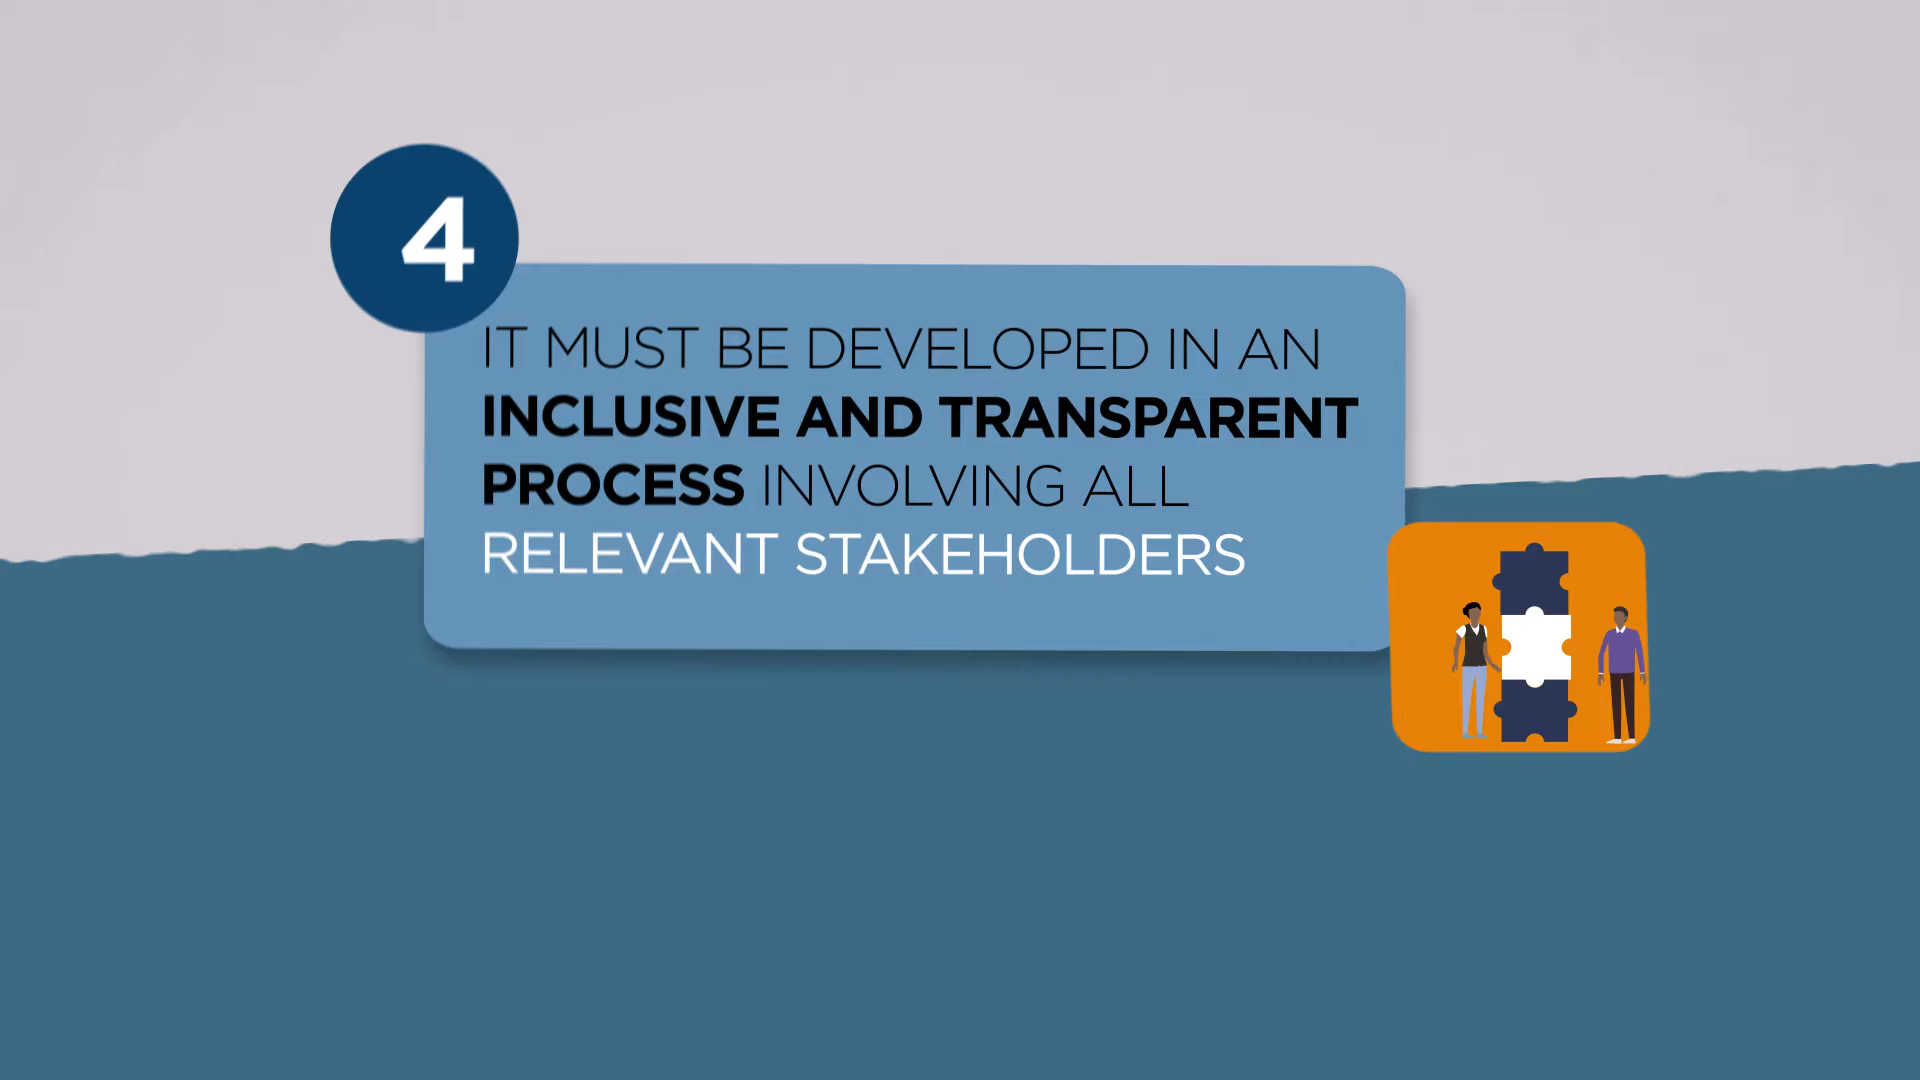 4
IT MUST BE DEVELOPED IN AN
INCLUSIVE AND TRANSPARENT
PROCESS INVOLVING ALL
RELEVANT STAKEHOLDERS